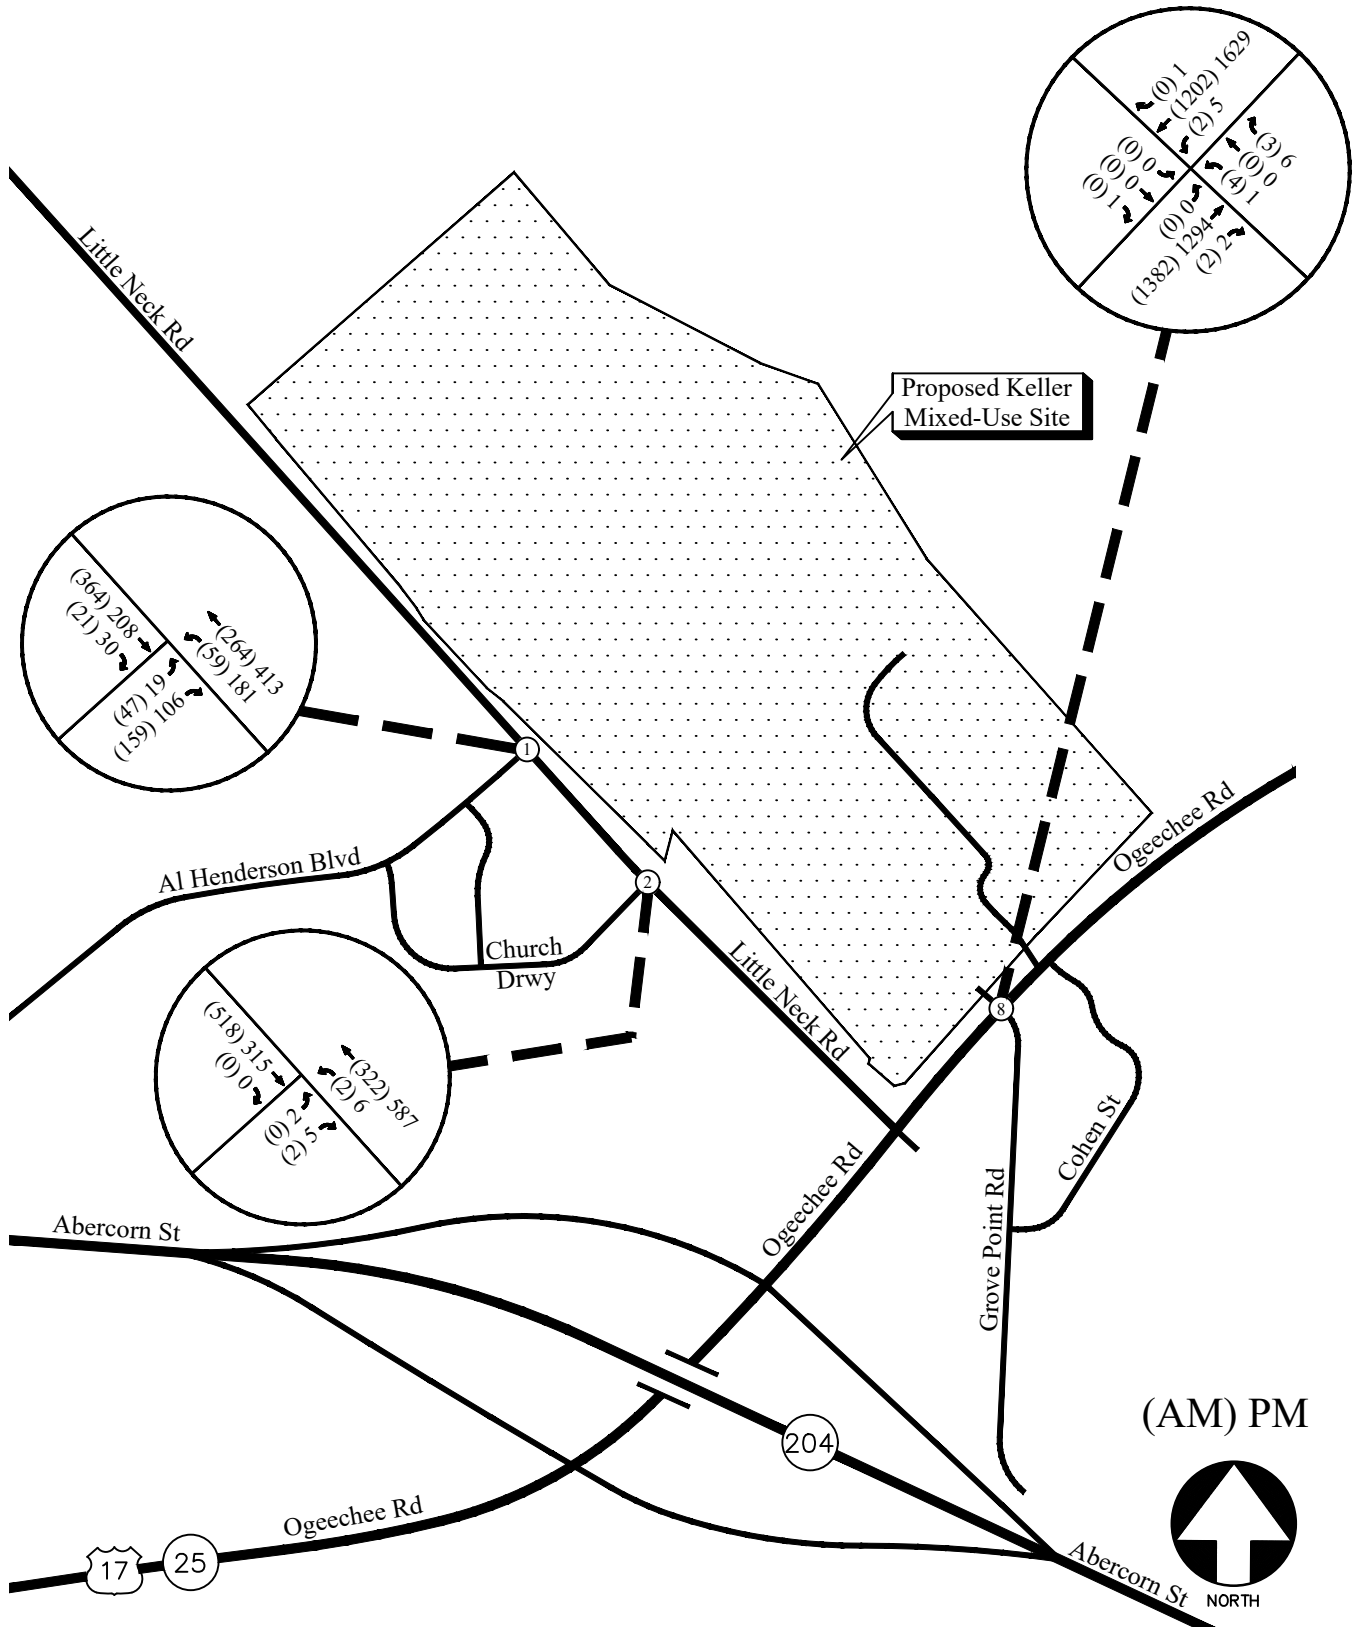 (0) 1
(1202) 1629
(2) 5
(0) 0
(0) 0
(0) 1
(3) 6
(0) 0
(4) 1
(0) 0
(1382) 1294
(2) 2
Little Neck Rd
Proposed Keller
Mixed-Use Site
(364) 208
(21) 30
(264) 413
(59) 181
(47) 19
(159) 106
1
Ogeechee Rd
Al Henderson Blvd
2
Church
Drwy
Little Neck Rd
8
(518) 315
(0) 0
(322) 587
(2) 6
(0) 2
(2) 5
Cohen St
Ogeechee Rd
Grove Point Rd
Abercorn St
(AM) PM
204
Ogeechee Rd
17
25
Abercorn St
NORTH